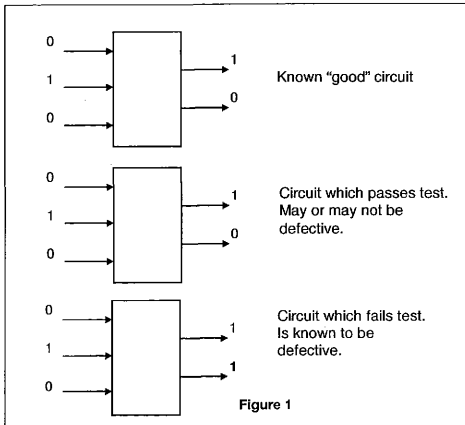 0
1
1
Known "good" circuit
0
0
0
1
1
Circuit which passes test.
May or may not be
defective.
0
0
0
1
1
Circuit which fails test.
Is known to be
defective.
1
0
Figure 1